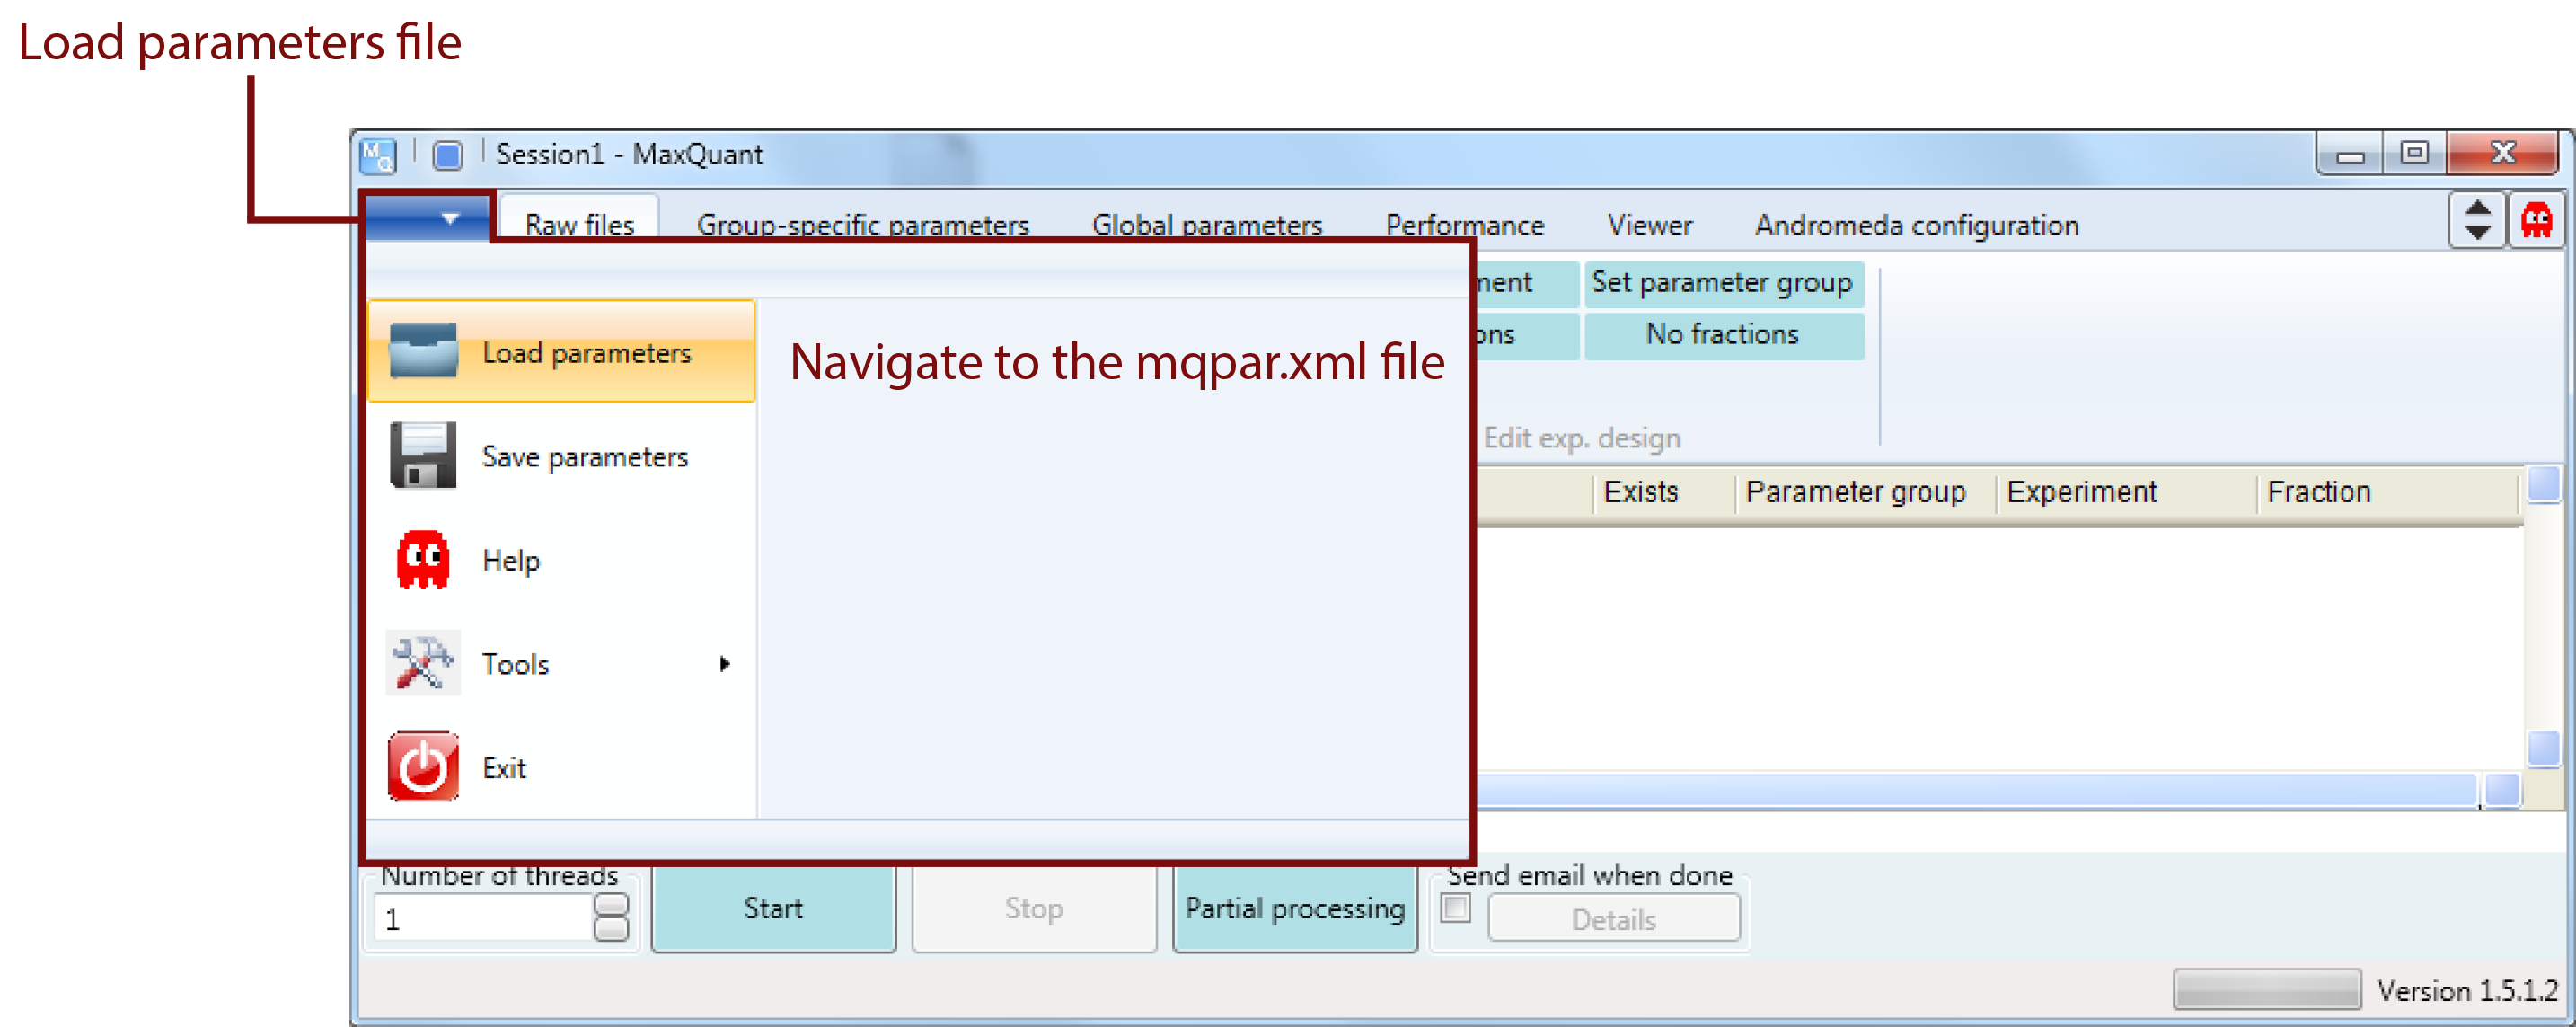 Load parameters file
Session1 - MaxQuant
Raw files Group-specific parameters Global parameters Performance Viewer Andromeda configuration
ment Set parameter group
Load parameters Navigate to the mqpar.xml file
ons No fractions
Edit exp. design
Save parameters
Exists Parameter group Experiment Fraction
Help
Tools
Exit
Number of threads
Send email when done
1 Start Stop Partial processing Details
Version 1.5.1.2